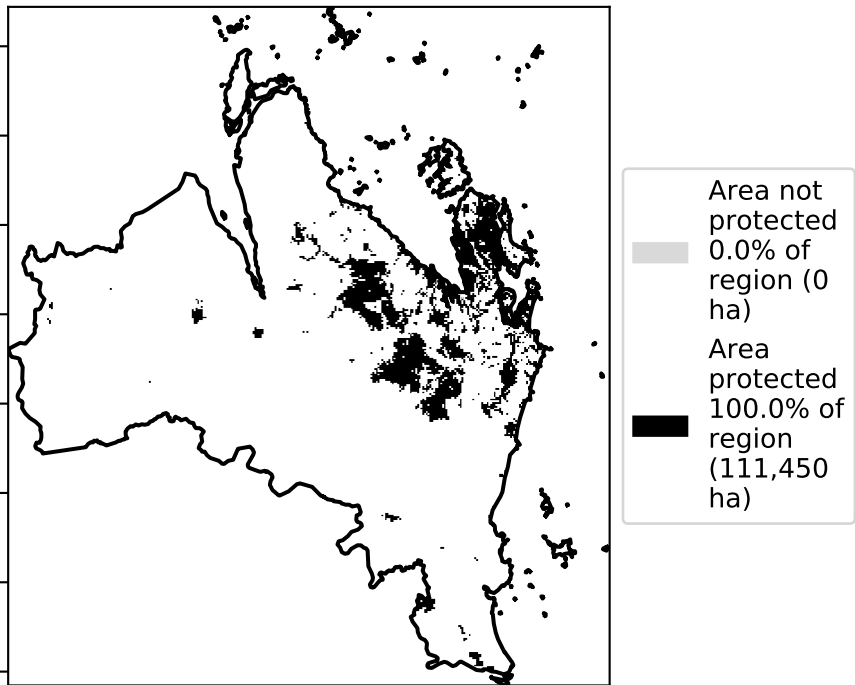 Area not
protected
0.0% of
region (0
ha)
Area
protected
100.0% of
region
(111,450
ha)